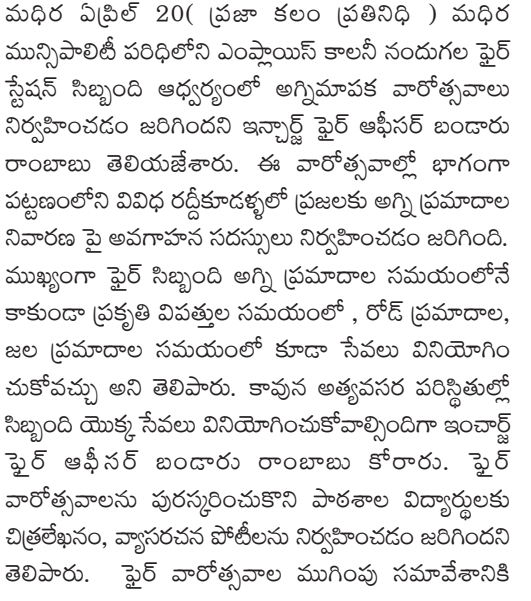 మధిర ఏప్రిల్ 20( ప్రజా కలం ప్రతినిధి ) మధిర
మున్సిపాలిటీ పరిధిలోని ఎంప్లాయిస్ కాలనీ నందుగల ఫైర్
స్టేషన్ సిబ్బంది ఆధ్వర్యంలో అగ్నిమాపక వారోత్సవాలు
నిర్వహించడం జరిగిందని ఇన్చార్జ్ ఫైర్ ఆఫీసర్ బండారు
రాంబాబు తెలియజేశారు. ఈ వారోత్సవాల్లో భాగంగా
పట్టణంలోని వివిధ రద్దీకూడళ్ళలో ప్రజలకు అగ్ని ప్రమాదాల
నివారణ పై అవగాహన సదస్సులు నిర్వహించడం జరిగింది.
ముఖ్యంగా ఫైర్ సిబ్బంది అగ్ని ప్రమాదాల సమయంలోనే
కాకుండా ప్రకృతి విపత్తుల సమయంలో , రోడ్ ప్రమాదాల,
జల ప్రమాదాల సమయంలో కూడా సేవలు వినియోగిం
చుకోవచ్చు అని తెలిపారు. కావున అత్యవసర పరిస్థితుల్లో
సిబ్బంది యొక్క సేవలు వినియోగించుకోవాల్సిందిగా ఇంచార్జ్
ఫైర్ ఆఫీసర్ బండారు రాంబాబు కోరారు. ఫైర్
వారోత్సవాలను పురస్కరించుకొని పాఠశాల విద్యార్థులకు
చిత్రలేఖనం, వ్యాసరచన పోటీలను నిర్వహించడం జరిగిందని
తెలిపారు. ఫైర్ వారోత్సవాల ముగింపు సమావేశానికి